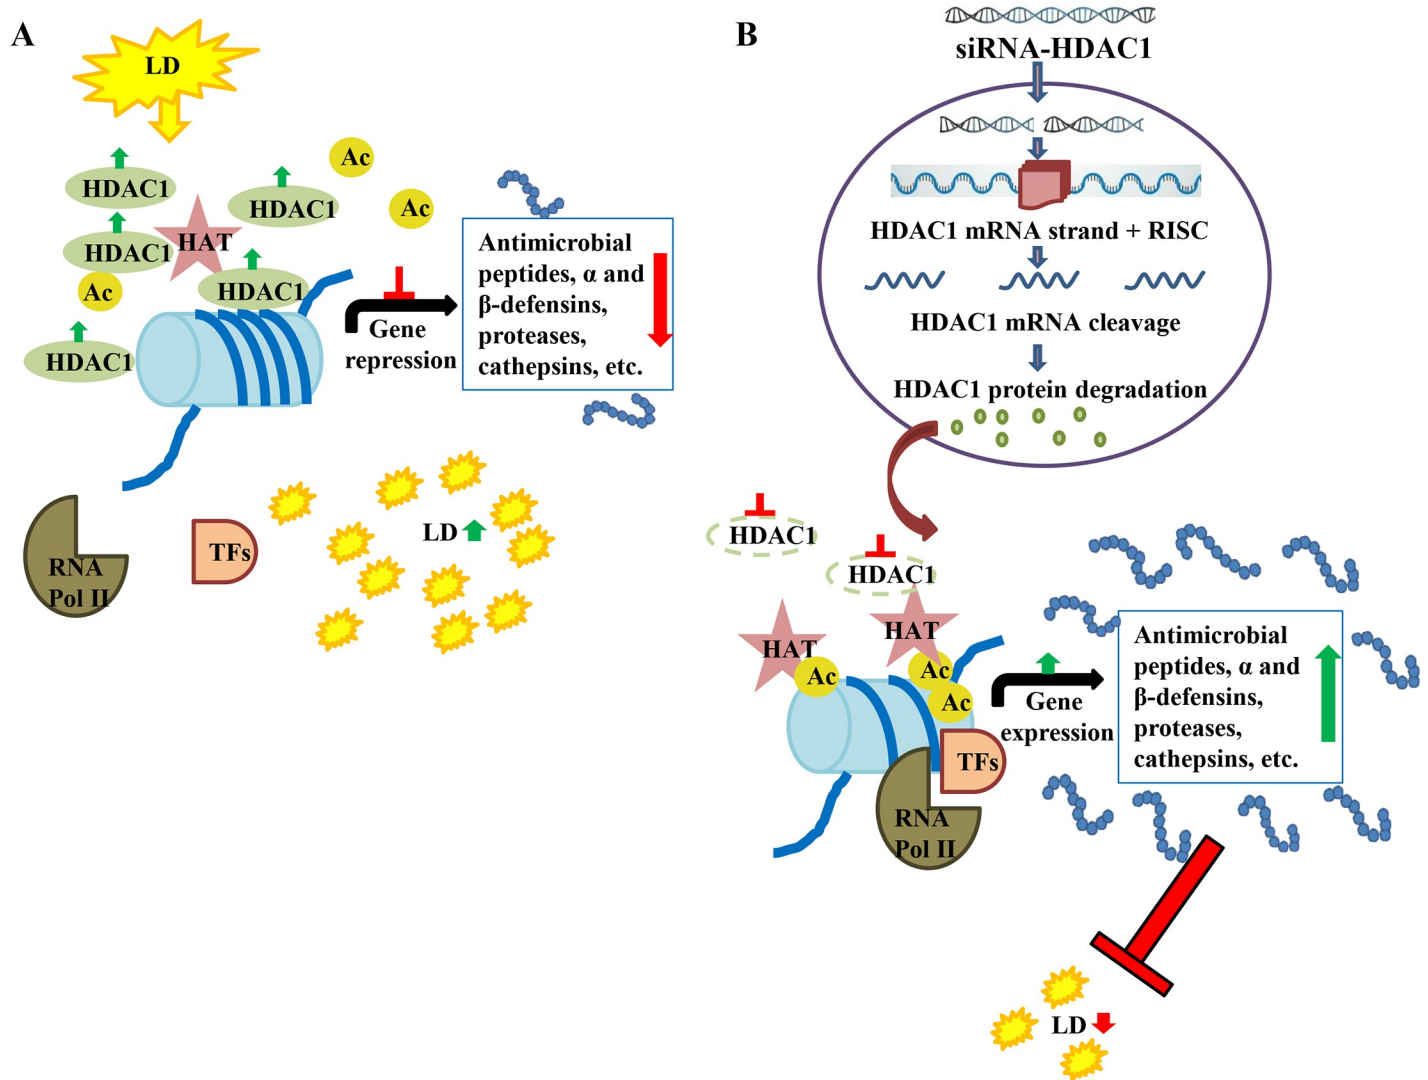 A
LD
HDAC1
HDAC1
HDAC1
HDAC1
HDAC1
HAT
Ac
Ac
Ac
Gene
repression
Antimicrobial
peptides, α and
β-defensins,
proteases,
cathepsins, etc.
RNA
Pol II
TFs
LD
B
siRNA-HDAC1
HDAC1 mRNA strand + RISC
HDAC1 mRNA cleavage
HDAC1 protein degradation
HDAC1
HDAC1
HAT
HAT
Ac
Ac
Ac
Gene
expression
Antimicrobial
peptides, α and
β-defensins,
proteases,
cathepsins, etc.
TFs
RNA
Pol II
LD